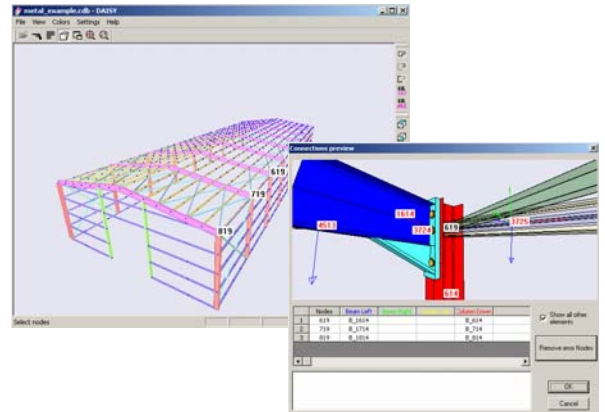 metal_example.cdb - DAISY
File View Colors Settings Help
619
719
819
Select nodes
Connections preview
1614
4513
3724
619
3725
614
Nodes Beam Left Beam Right Column Down
1 619 B_1614 B_614
2 719 B_1714 B_714
3 819 B_1814 B_814
Show all other elements
Remove error Nodes
OK
Cancel